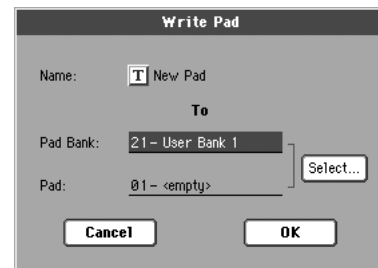 Write Pad
Name: T New Pad
To
Pad Bank: 21– User Bank 1
Select...
Pad: 01– <empty>
Cancel OK